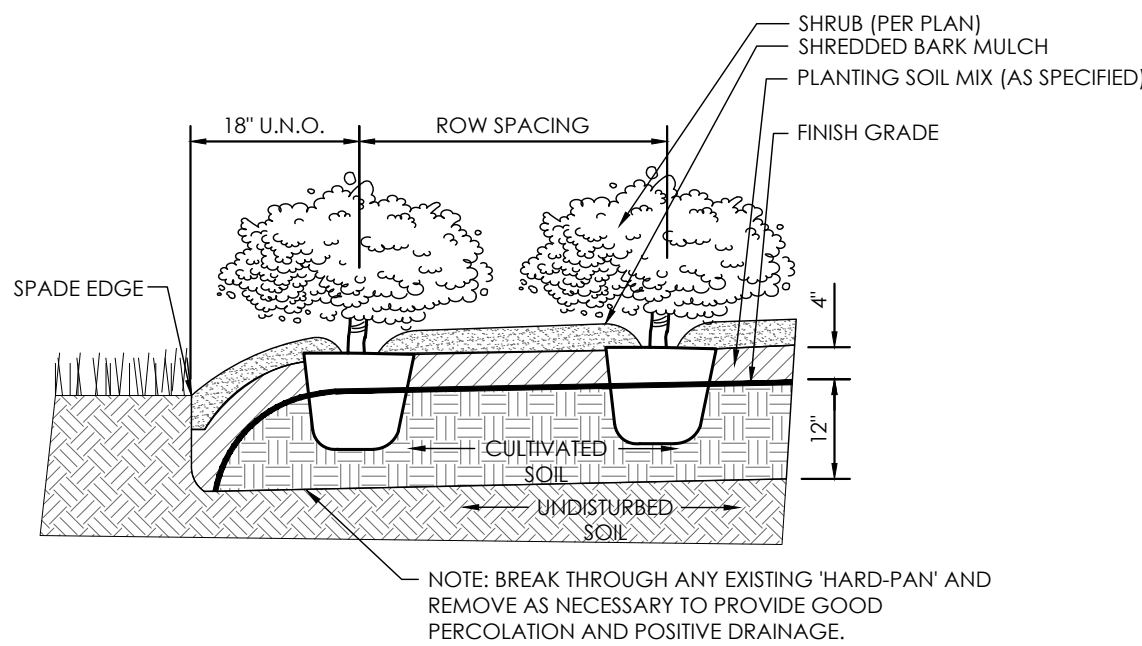 SHRUB (PER PLAN)
SHREDDED BARK MULCH
PLANTING SOIL MIX (AS SPECIFIED)
18" U.N.O.
ROW SPACING
FINISH GRADE
SPADE EDGE
4"
12"
CULTIVATED
SOIL
UNDISTURBED
SOIL
NOTE: BREAK THROUGH ANY EXISTING 'HARD-PAN' AND
REMOVE AS NECESSARY TO PROVIDE GOOD
PERCOLATION AND POSITIVE DRAINAGE.